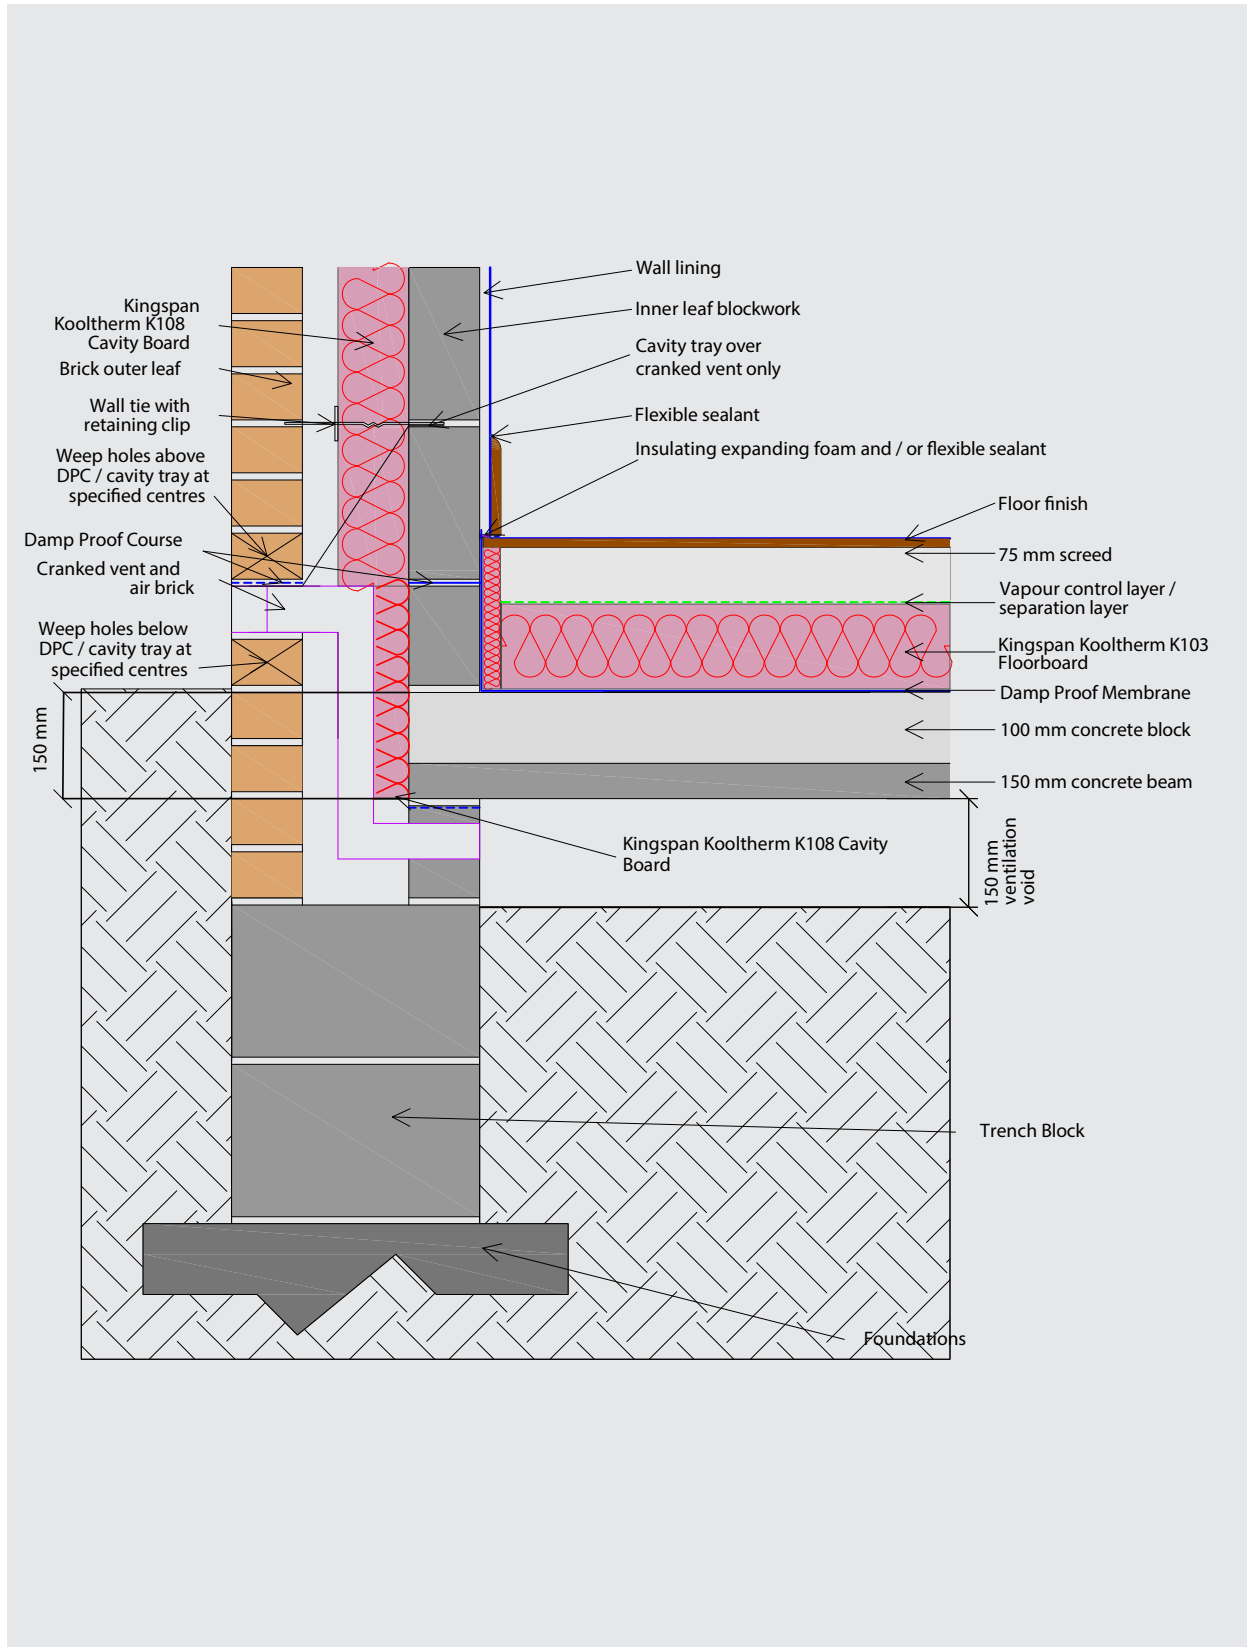 Kingspan
Kooltherm K108
Cavity Board
Brick outer leaf
Wall tie with
retaining clip
Weep holes above
DPC / cavity tray at
specified centres
Damp Proof Course
Cranked vent and
air brick
Weep holes below
DPC / cavity tray at
specified centres
150 mm
Wall lining
Inner leaf blockwork
Cavity tray over
cranked vent only
Flexible sealant
Insulating expanding foam and / or flexible sealant
Floor finish
75 mm screed
Vapour control layer /
separation layer
Kingspan Kooltherm K103
Floorboard
Damp Proof Membrane
100 mm concrete block
150 mm concrete beam
Kingspan Kooltherm K108 Cavity
Board
150 mm
ventilation
void
Trench Block
Foundations